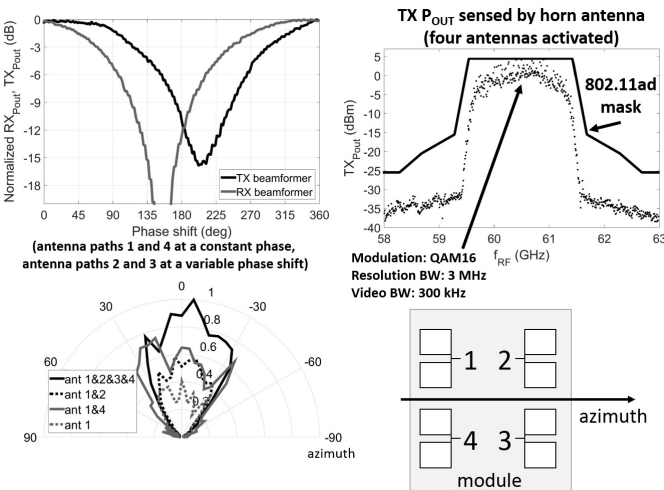 Normalized RX_Pout, TX_Pout (dB)
0
-3
-6
-9
-12
-15
-18
TX beamformer
RX beamformer
0 45 90 135 180 225 270 315 360
Phase shift (deg)
(antenna paths 1 and 4 at a constant phase,
antenna paths 2 and 3 at a variable phase shift)
TX P_OUT sensed by horn antenna
(four antennas activated)
TX_Pout (dBm)
5
0
-5
-10
-15
-20
-25
-30
-35
-40
802.11ad
mask
58 59 60 61 62 63
f_RF (GHz)
Modulation: QAM16
Resolution BW: 3 MHz
Video BW: 300 kHz
0
30 -30
60 -60
90 -90
1
0.8
0.6
0.4
ant 1&2&3&4
ant 1&2
ant 1&4
ant 1
azimuth
1 2
azimuth
4 3
module